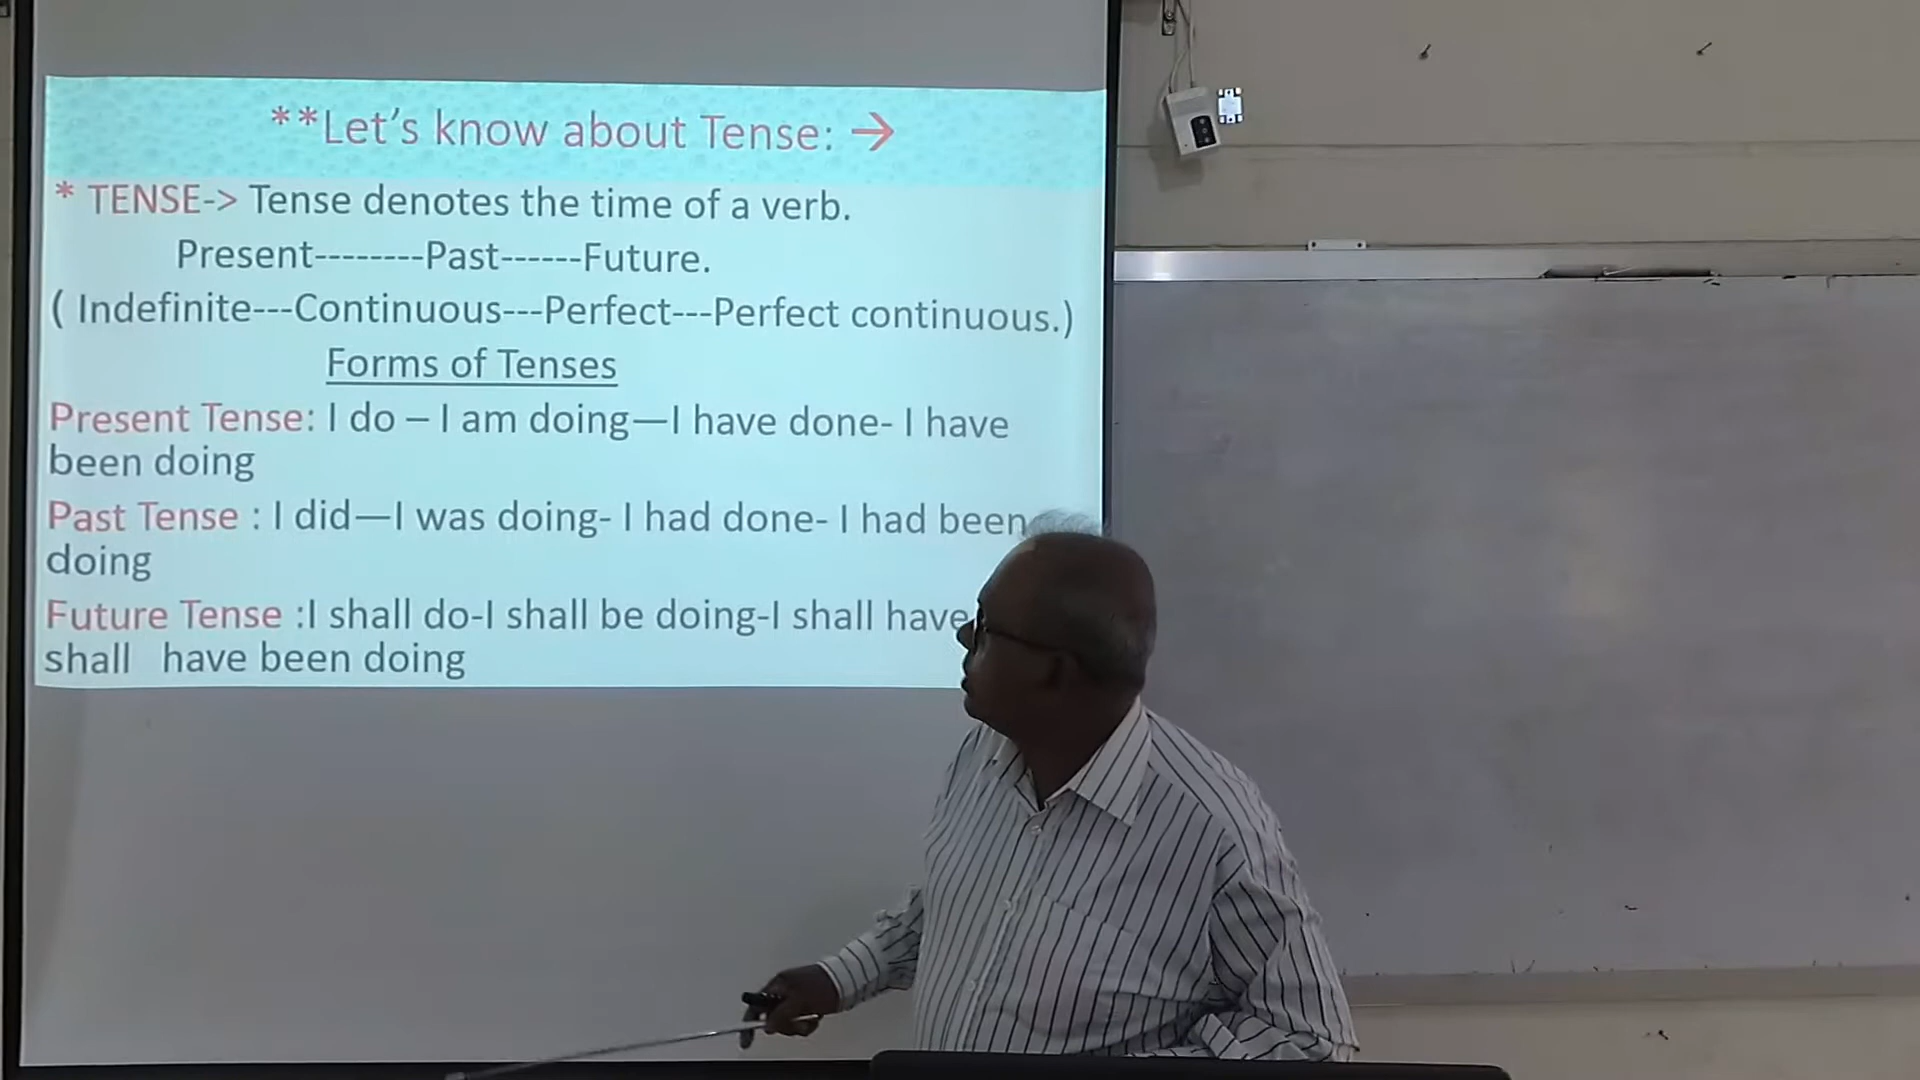 **Let's know about Tense: →
* TENSE-> Tense denotes the time of a verb.
Present--------Past------Future.
( Indefinite---Continuous---Perfect---Perfect continuous.)
Forms of Tenses
Present Tense: I do – I am doing—I have done- I have
been doing
Past Tense : I did—I was doing- I had done- I had been
doing
Future Tense :I shall do-I shall be doing-I shall have
shall have been doing